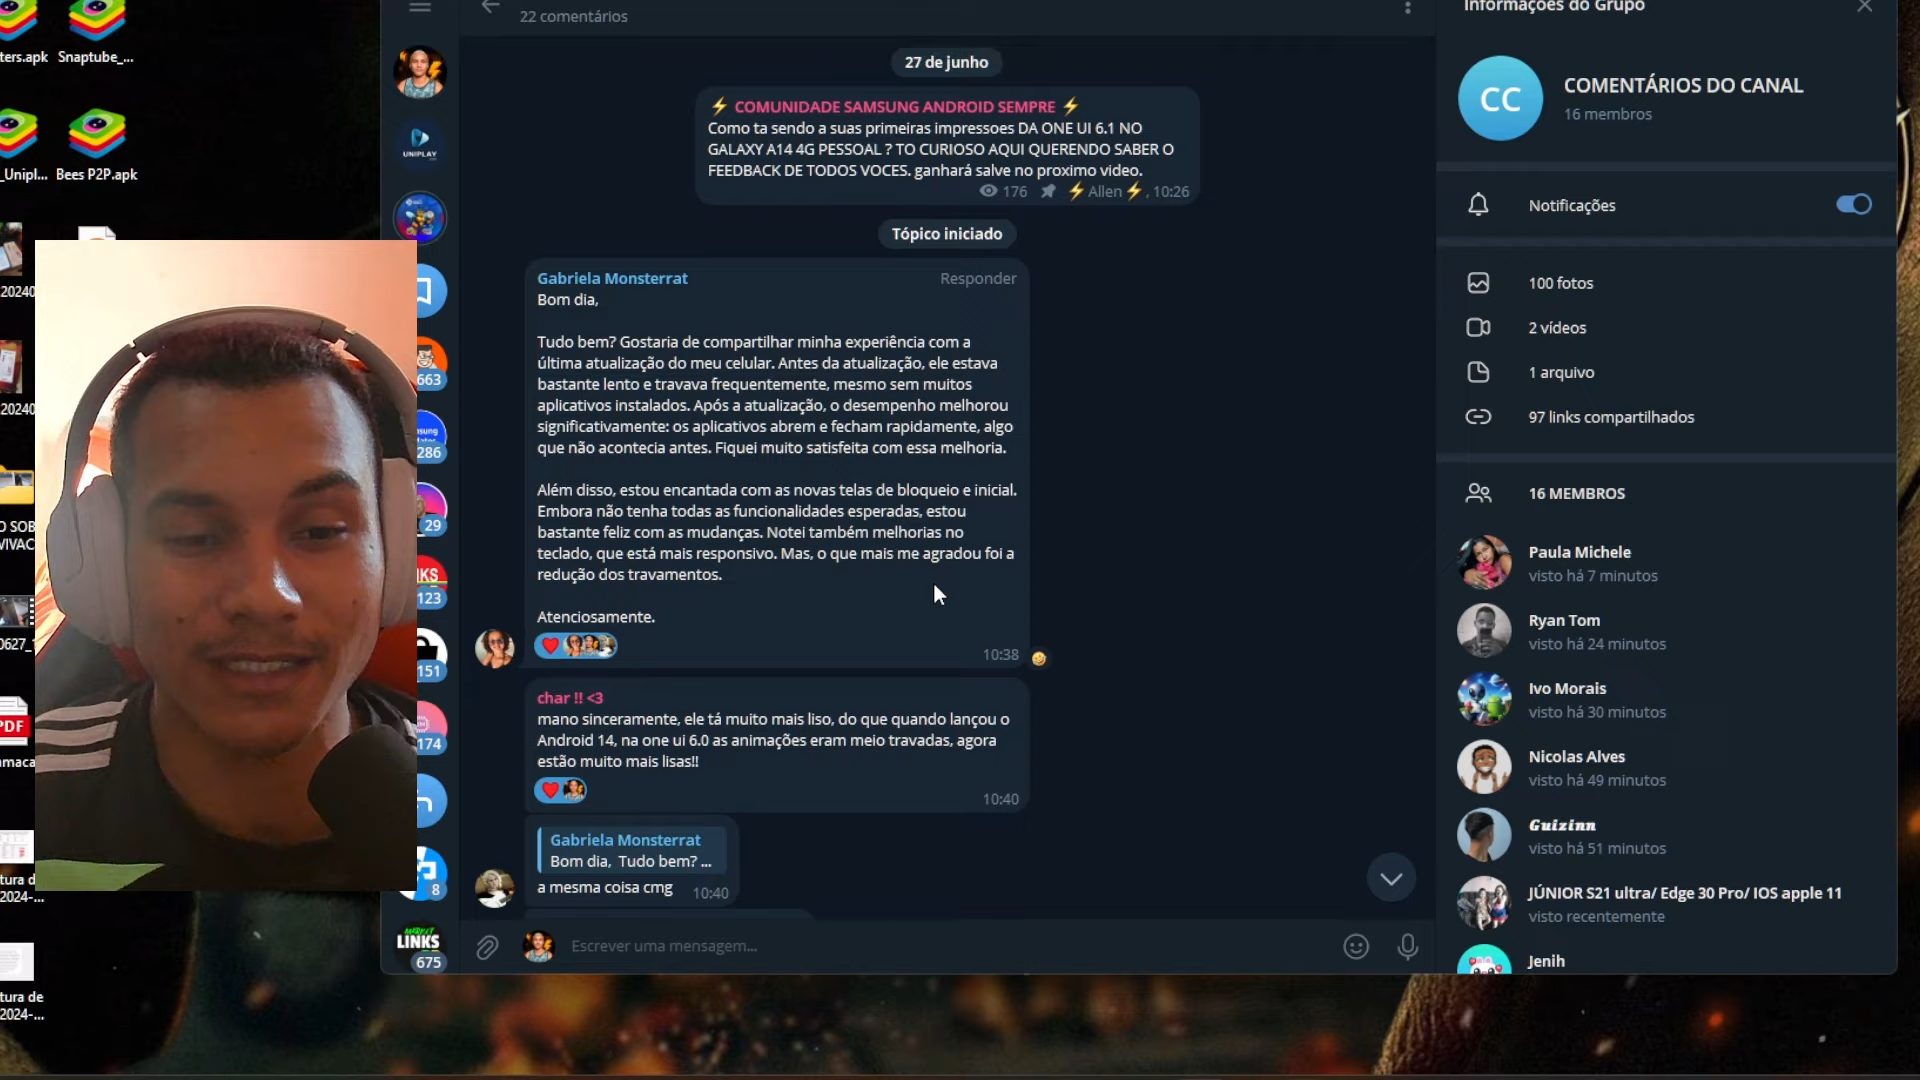 ters.apk
Snaptube_...
_Unipl...
Bees P2P.apk
20240
20240
O SOB
VIVAC
0627_
PDF
amaca
tura de
2024-...
tura de
2024-...
UNIPLAY
663
sung
286
29
KS
123
151
174
8
MARKET
LINKS
675
22 comentários
27 de junho
⚡ COMUNIDADE SAMSUNG ANDROID SEMPRE ⚡
Como ta sendo a suas primeiras impressoes DA ONE UI 6.1 NO
GALAXY A14 4G PESSOAL ? TO CURIOSO AQUI QUERENDO SABER O
FEEDBACK DE TODOS VOCES. ganhará salve no proximo video.
176 ⚡Allen⚡, 10:26
Tópico iniciado
Gabriela Monsterrat Responder
Bom dia,
Tudo bem? Gostaria de compartilhar minha experiência com a
última atualização do meu celular. Antes da atualização, ele estava
bastante lento e travava frequentemente, mesmo sem muitos
aplicativos instalados. Após a atualização, o desempenho melhorou
significativamente: os aplicativos abrem e fecham rapidamente, algo
que não acontecia antes. Fiquei muito satisfeita com essa melhoria.
Além disso, estou encantada com as novas telas de bloqueio e inicial.
Embora não tenha todas as funcionalidades esperadas, estou
bastante feliz com as mudanças. Notei também melhorias no
teclado, que está mais responsivo. Mas, o que mais me agradou foi a
redução dos travamentos.
Atenciosamente.
10:38
char !! <3
mano sinceramente, ele tá muito mais liso, do que quando lançou o
Android 14, na one ui 6.0 as animações eram meio travadas, agora
estão muito mais lisas!!
10:40
Gabriela Monsterrat
Bom dia, Tudo bem? ...
a mesma coisa cmg 10:40
Escrever uma mensagem...
Informações do Grupo
CC
COMENTÁRIOS DO CANAL
16 membros
Notificações
100 fotos
2 vídeos
1 arquivo
97 links compartilhados
16 MEMBROS
Paula Michele
visto há 7 minutos
Ryan Tom
visto há 24 minutos
Ivo Morais
visto há 30 minutos
Nicolas Alves
visto há 49 minutos
Guizinn
visto há 51 minutos
JÚNIOR S21 ultra/ Edge 30 Pro/ IOS apple 11
visto recentemente
Jenih